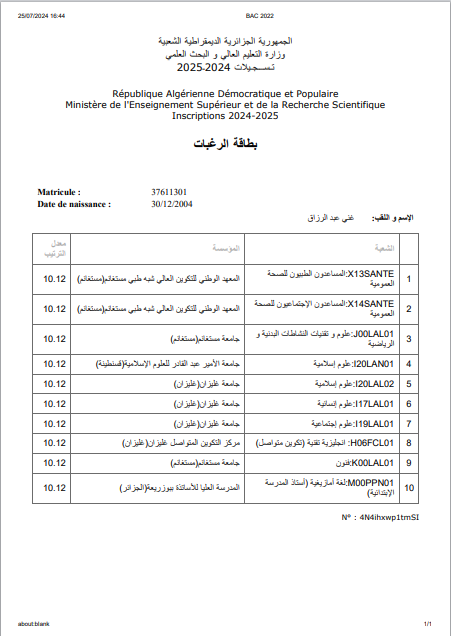 25/07/2024 16:44
BAC 2022
الجمهورية الجزائرية الديمقراطية الشعبية
وزارة التعليم العالي و البحث العلمي
تـسـجـيـلات 2024-2025
République Algérienne Démocratique et Populaire
Ministère de l'Enseignement Supérieur et de la Recherche Scientifique
Inscriptions 2024-2025
بطاقة الرغبات
Matricule : 37611301
Date de naissance : 30/12/2004
الإسم و اللقب: غني عبد الرزاق
الشعبة المؤسسة معدل الترتيب
1 X13SANTE:المساعدون الطبيون للصحة العمومية المعهد الوطني للتكوين العالي شبه طبي مستغانم(مستغانم) 10.12
2 X14SANTE:المساعدون الإجتماعيون للصحة العمومية المعهد الوطني للتكوين العالي شبه طبي مستغانم(مستغانم) 10.12
3 J00LAL01:علوم و تقنيات النشاطات البدنية و الرياضية جامعة مستغانم(مستغانم) 10.12
4 I20LAN01:علوم إسلامية جامعة الأمير عبد القادر للعلوم الإسلامية(قسنطينة) 10.12
5 I20LAL02:علوم إسلامية جامعة غليزان(غليزان) 10.12
6 I17LAL01:علوم إنسانية جامعة غليزان(غليزان) 10.12
7 I19LAL01:علوم إجتماعية جامعة غليزان(غليزان) 10.12
8 H06FCL01: انجليزية تقنية (تكوين متواصل) مركز التكوين المتواصل غليزان(غليزان) 10.12
9 K00LAL01:فنون جامعة مستغانم(مستغانم) 10.12
10 M00PPN01:لغة أمازيغية (أستاذ المدرسة الإبتدائية) المدرسة العليا للأساتذة ببوزريعة(الجزائر) 10.12
N° : 4N4ihxwp1tmSI
about:blank
1/1